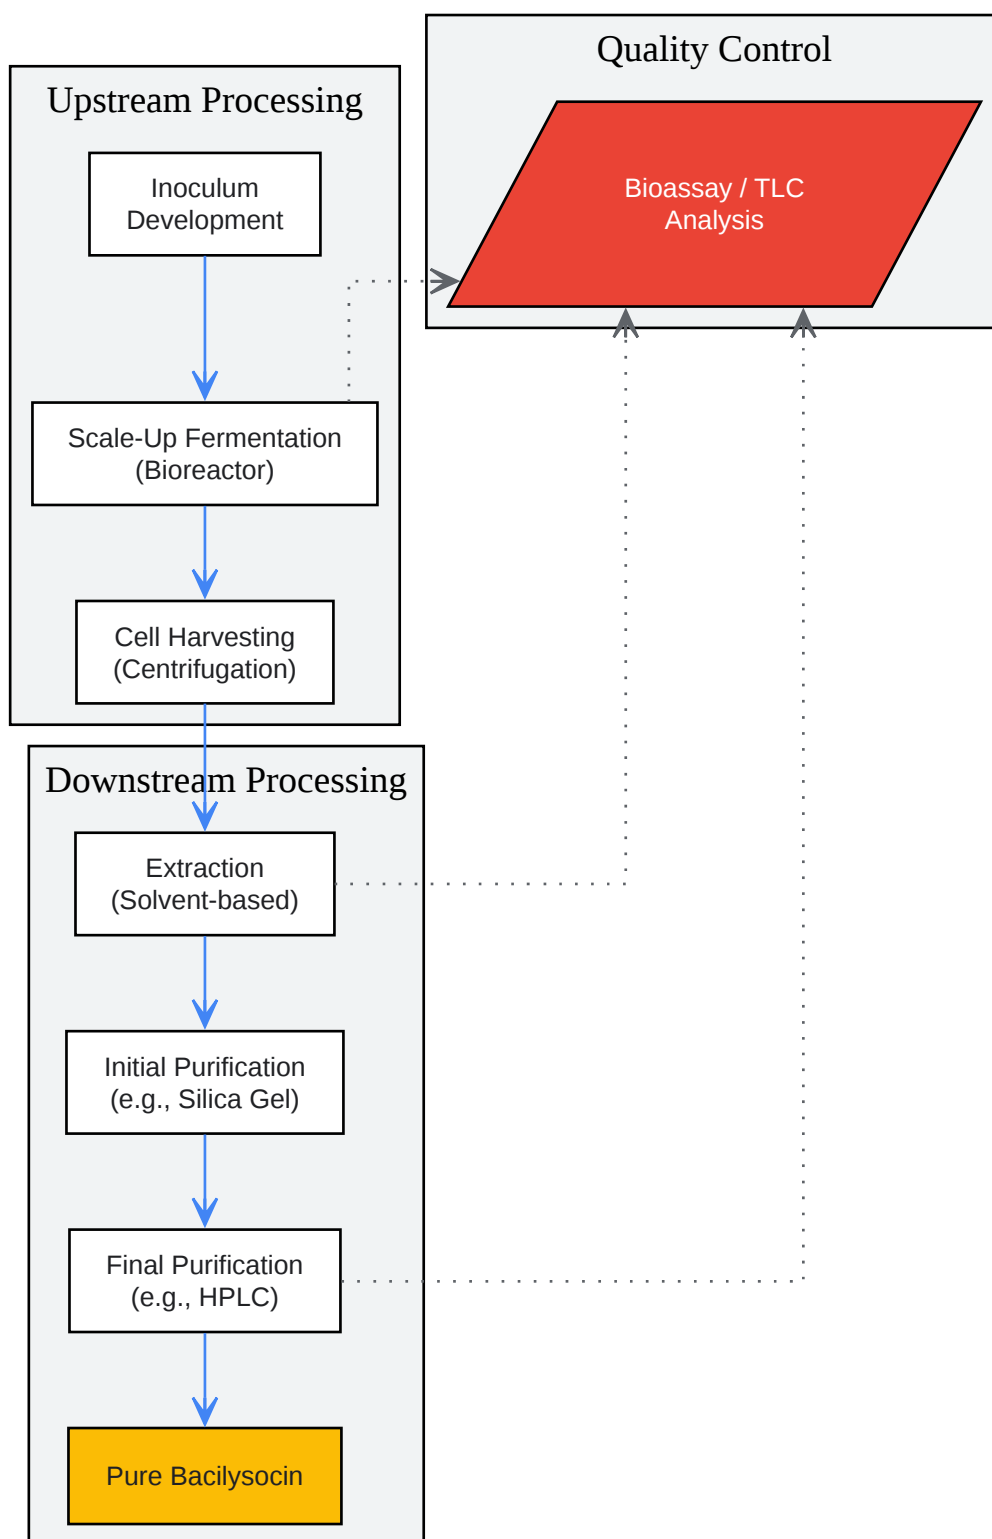 Quality Control
Bioassay / TLC
Analysis
Upstream Processing
Inoculum
Development
Scale-Up Fermentation
(Bioreactor)
Cell Harvesting
(Centrifugation)
Downstream Processing
Extraction
(Solvent-based)
Initial Purification
(e.g., Silica Gel)
Final Purification
(e.g., HPLC)
Pure Bacilysocin